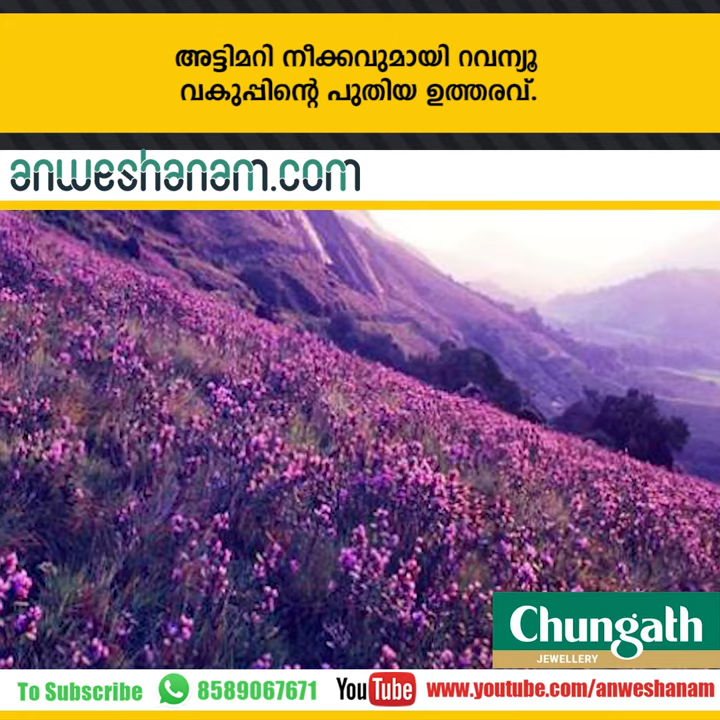 അട്ടിമറി നീക്കവുമായി റവന്യൂ
വകുപ്പിന്റെ പുതിയ ഉത്തരവ്.
anweshanam.com
Chungath
JEWELLERY
To Subscribe 8589067671 YouTube www.youtube.com/anweshanam